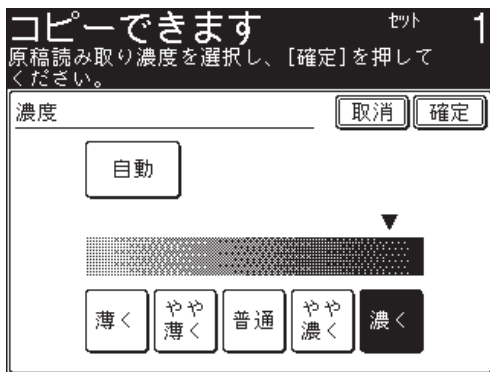 コピーできます セット 1
原稿読み取り濃度を選択し、[確定]を押して
ください。
濃度 取消 確定
自動
薄く やや薄く 普通 やや濃く 濃く